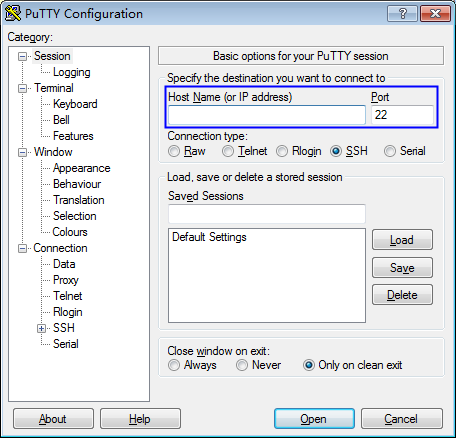 PuTTY Configuration
Category:
Session
Logging
Terminal
Keyboard
Bell
Features
Window
Appearance
Behaviour
Translation
Selection
Colours
Connection
Data
Proxy
Telnet
Rlogin
SSH
Serial
Basic options for your PuTTY session
Specify the destination you want to connect to
Host Name (or IP address) Port
22
Connection type:
Raw Telnet Rlogin SSH Serial
Load, save or delete a stored session
Saved Sessions
Default Settings
Load
Save
Delete
Close window on exit:
Always Never Only on clean exit
About Help Open Cancel